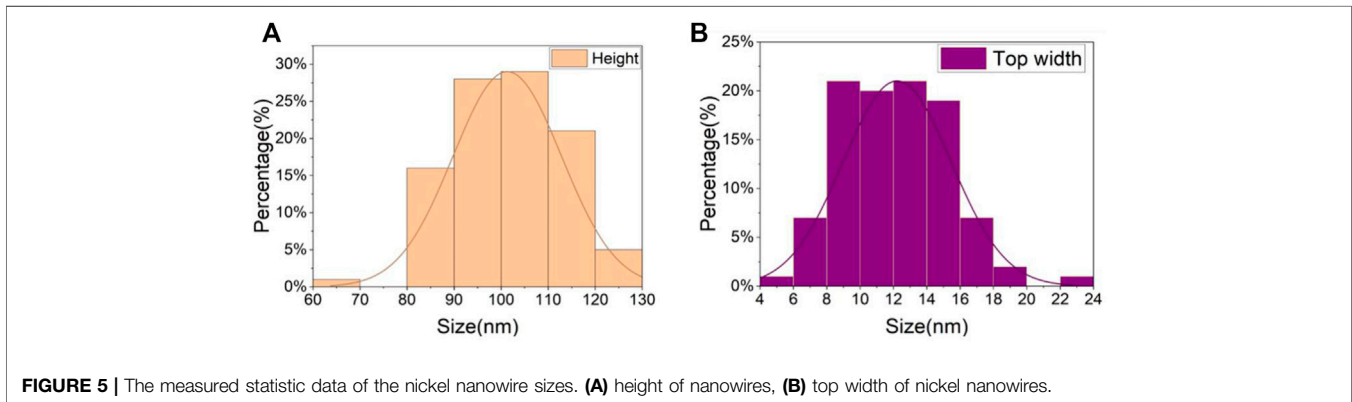 A
Height
Percentage(%)
30%
25%
20%
15%
10%
5%
0%
60 70 80 90 100 110 120 130
Size(nm)
B
Top width
Percentage(%)
25%
20%
15%
10%
5%
0%
4 6 8 10 12 14 16 18 20 22 24
Size(nm)
FIGURE 5 | The measured statistic data of the nickel nanowire sizes. (A) height of nanowires, (B) top width of nickel nanowires.